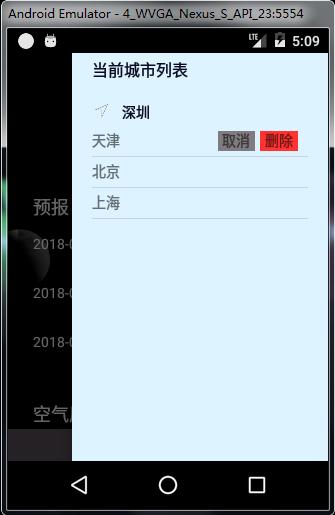 Android Emulator - 4_WVGA_Nexus_S_API_23:5554
LTE 5:09
当前城市列表
深圳
天津 取消 删除
北京
上海
预报
2018-0
2018-0
2018-0
空气